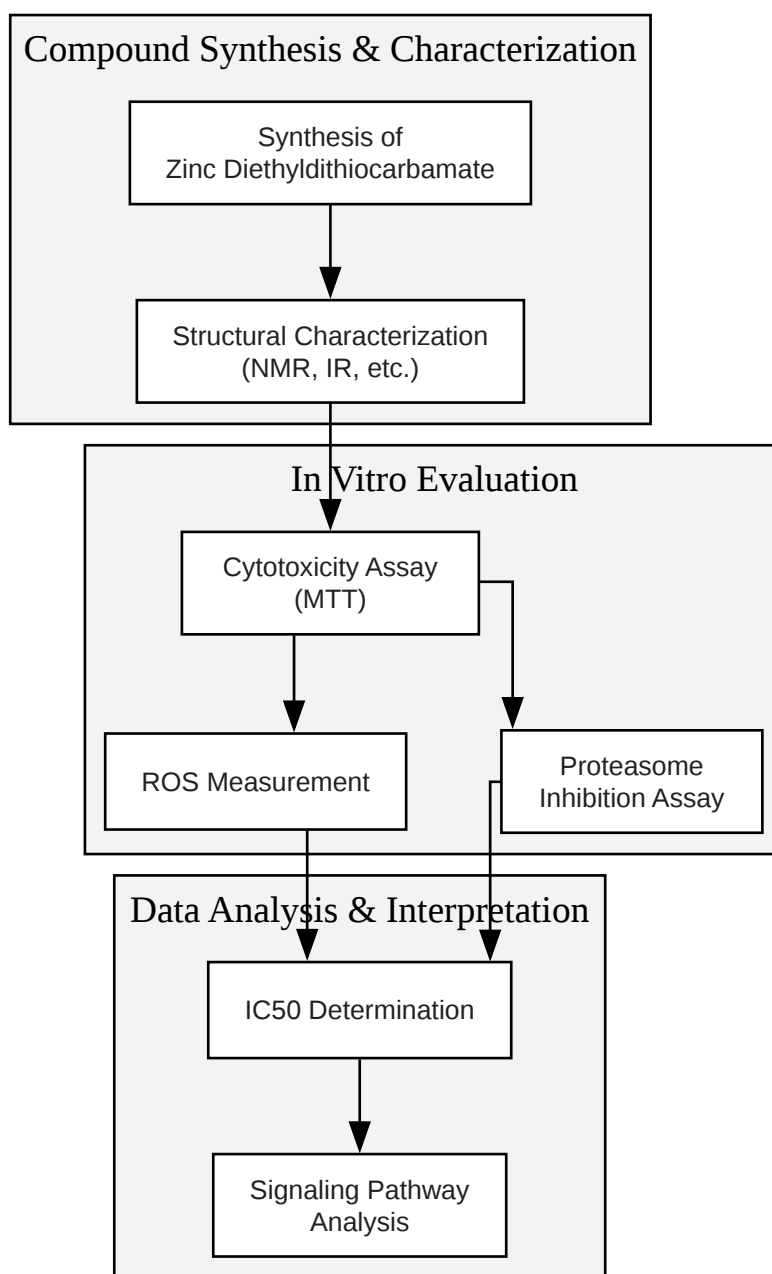 Compound Synthesis & Characterization
Synthesis of
Zinc Diethyldithiocarbamate
Structural Characterization
(NMR, IR, etc.)
In Vitro Evaluation
Cytotoxicity Assay
(MTT)
ROS Measurement
Proteasome
Inhibition Assay
Data Analysis & Interpretation
IC50 Determination
Signaling Pathway
Analysis